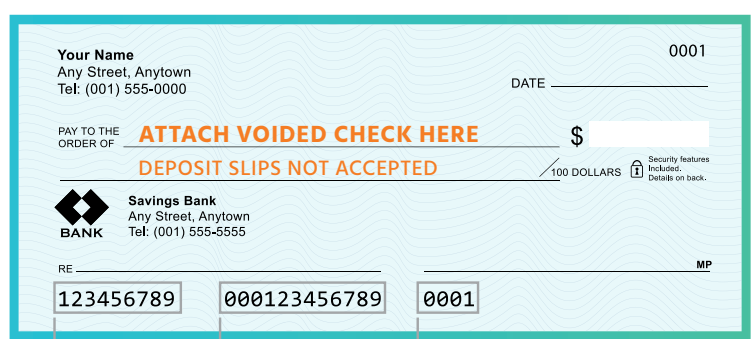 Your Name
0001
Any Street, Anytown
Tel: (001) 555-0000
DATE
PAY TO THE
ORDER OF
ATTACH VOIDED CHECK HERE
$
DEPOSIT SLIPS NOT ACCEPTED
100 DOLLARS
Security features
Included.
Details on back.
BANK
Savings Bank
Any Street, Anytown
Tel: (001) 555-5555
RE
MP
123456789 000123456789 0001